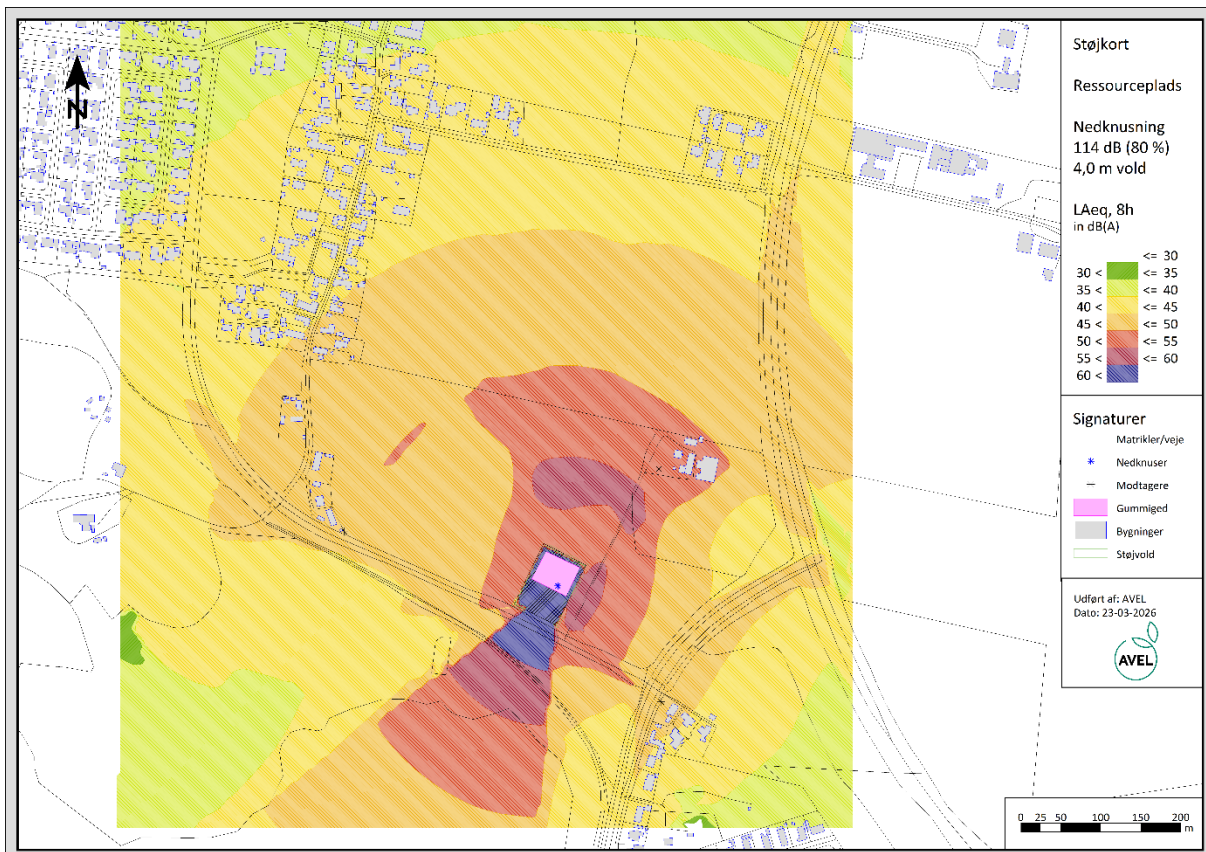 N
Støjkort
Ressourceplads
Nedknusning
114 dB (80 %)
4,0 m vold
LAeq, 8h
in dB(A)
<= 30
30 < <= 35
35 < <= 40
40 < <= 45
45 < <= 50
50 < <= 55
55 < <= 60
60 <
Signaturer
Matrikler/veje
Nedknuser
Modtagere
Gummiged
Bygninger
Støjvold
Udført af: AVEL
Dato: 23-03-2026
AVEL
0 25 50 100 150 200
m